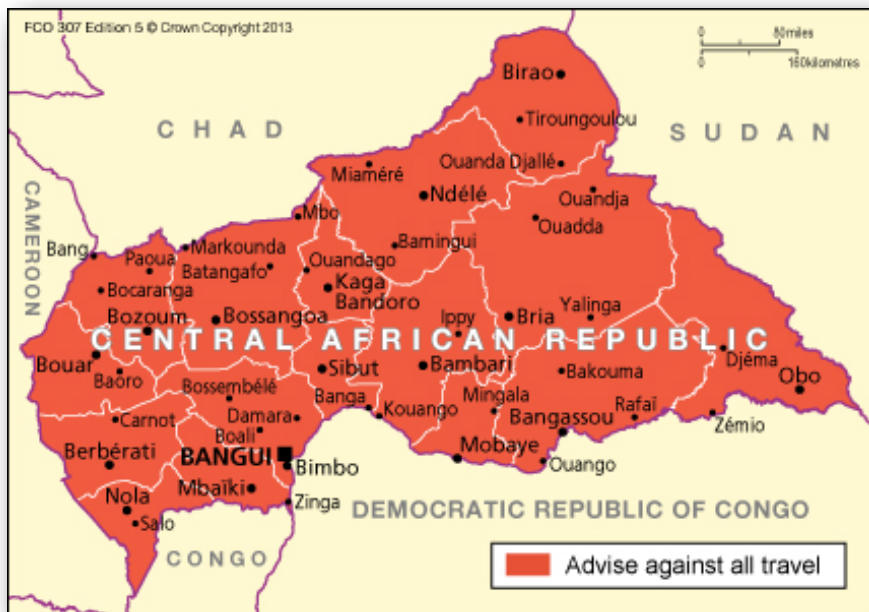 FCO 307 Edition 5 © Crown Copyright 2013
0 80miles
0 160kilometres
Birao
CHAD
Tiroungoulou
SUDAN
Miaméré
Ouanda Djallé
Ndélé
Ouandja
CAMEROON
Mbo
Ouadda
Bang
Markounda
Bamingui
Paoua
Batangafo
Ouandago
Bocaranga
Kaga
Bandoro
Bozoum
Bossangoa
Ippy
Bria
Yalinga
CENTRAL AFRICAN REPUBLIC
Bouar
Sibut
Bambari
Djéma
Baoro
Bakouma
Obo
Bossembélé
Banga
Mingala
Carnot
Damara
Kouango
Bangassou
Rafai
Zémio
Boali
Berbérati
BANGUI
Bimbo
Mobaye
Ouango
Nola
Mbaïki
Zinga
DEMOCRATIC REPUBLIC OF CONGO
Salo
CONGO
Advise against all travel